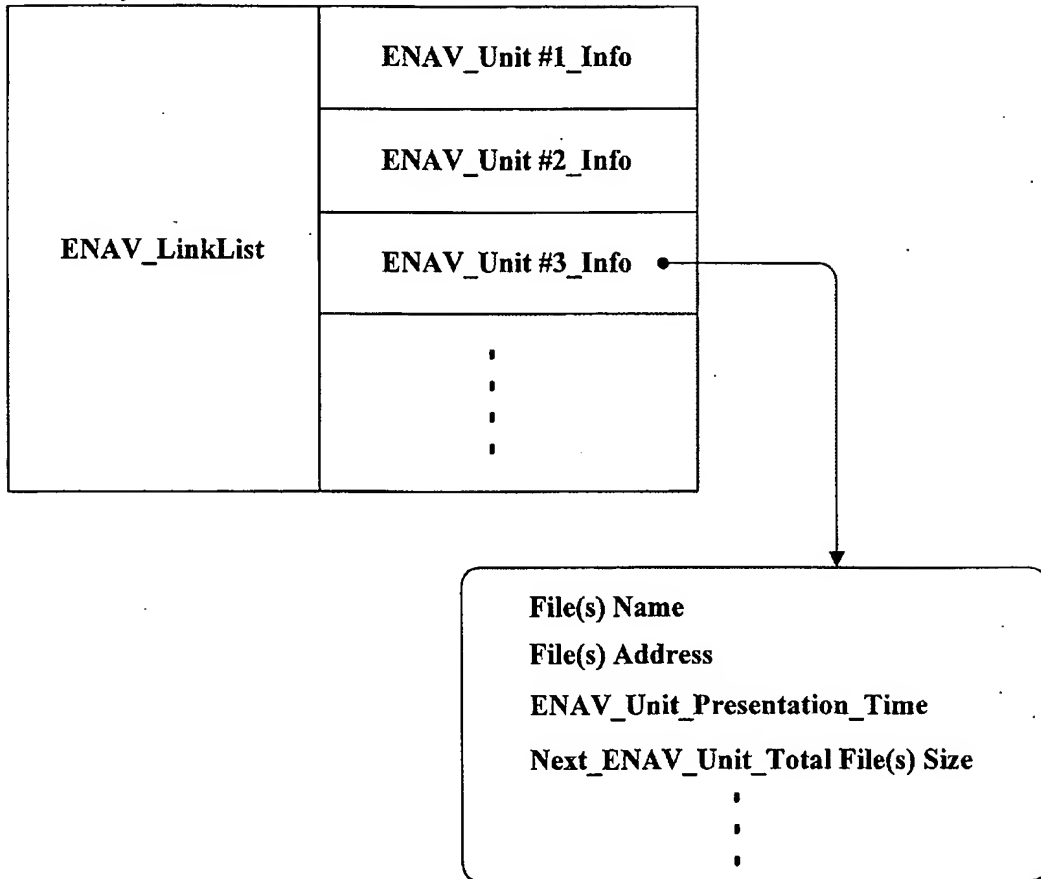 ENAV_Unit #1_Info
ENAV_Unit #2_Info
ENAV_LinkList
ENAV_Unit #3_Info
File(s) Name
File(s) Address
ENAV_Unit_Presentation_Time
Next_ENAV_Unit_Total File(s) Size